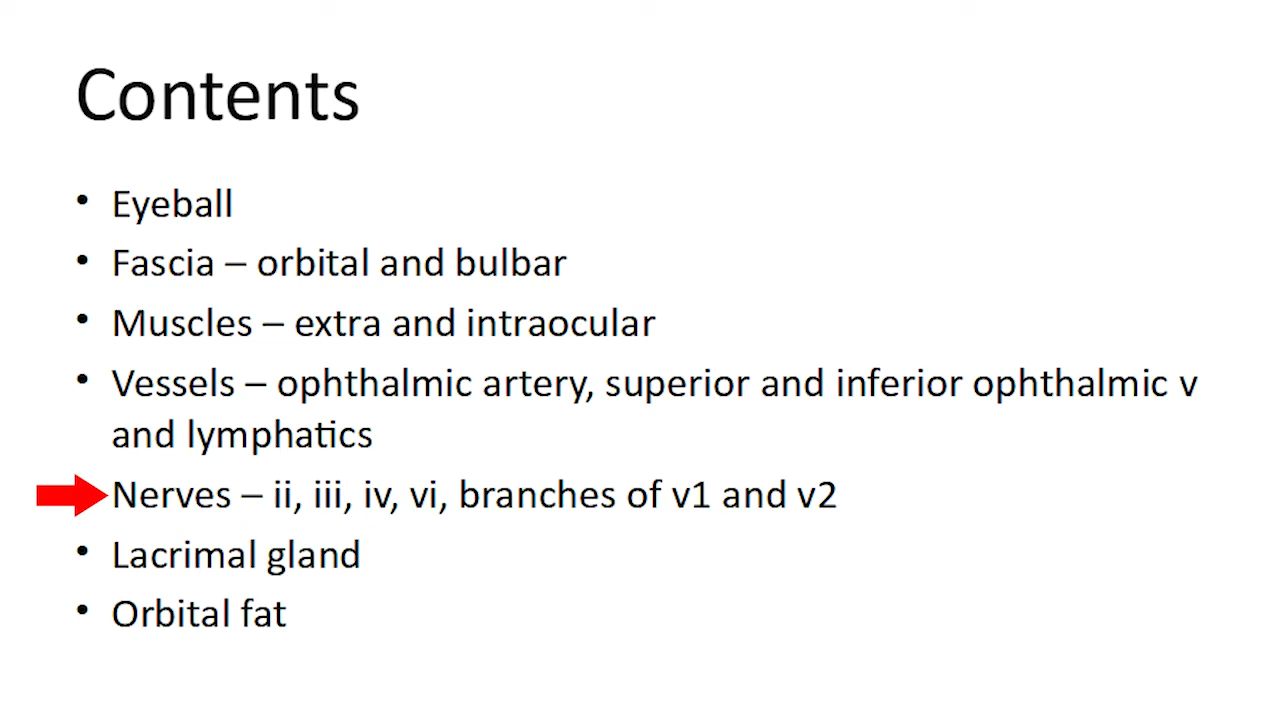 Contents
• Eyeball
• Fascia – orbital and bulbar
• Muscles – extra and intraocular
• Vessels – ophthalmic artery, superior and inferior ophthalmic v
and lymphatics
Nerves – ii, iii, iv, vi, branches of v1 and v2
• Lacrimal gland
• Orbital fat